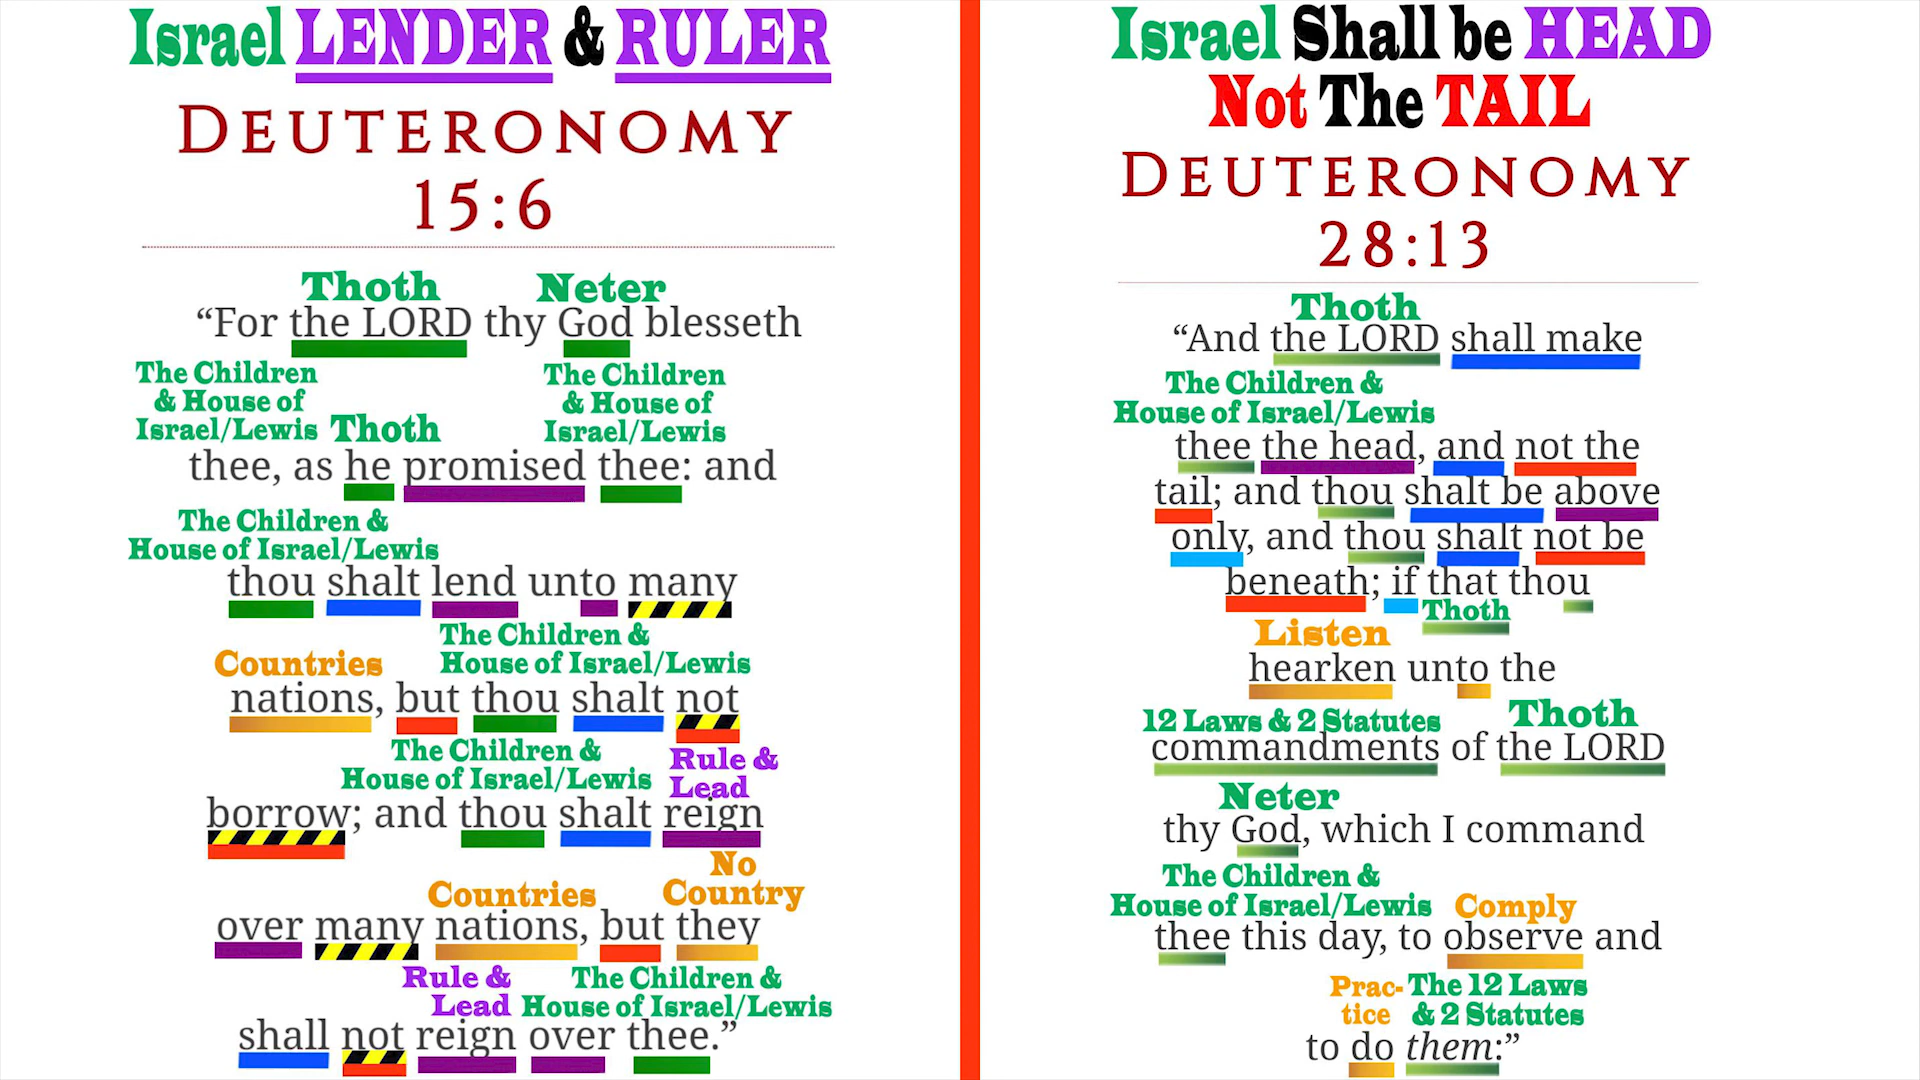 Israel LENDER & RULER
DEUTERONOMY
15:6
Thoth Neter
“For the LORD thy God blesseth
The Children The Children
& House of & House of
Israel/Lewis Thoth Israel/Lewis
thee, as he promised thee: and
The Children &
House of Israel/Lewis
thou shalt lend unto many
The Children &
Countries House of Israel/Lewis
nations, but thou shalt not
The Children & Rule &
House of Israel/Lewis Lead
borrow; and thou shalt reign
No
Countries Country
over many nations, but they
Rule & The Children &
Lead House of Israel/Lewis
shall not reign over thee.”
Israel Shall be HEAD
Not The TAIL
DEUTERONOMY
28:13
Thoth
“And the LORD shall make
The Children &
House of Israel/Lewis
thee the head, and not the
tail; and thou shalt be above
only, and thou shalt not be
beneath; if that thou
Thoth
Listen
hearken unto the
12 Laws & 2 Statutes Thoth
commandments of the LORD
Neter
thy God, which I command
The Children &
House of Israel/Lewis Comply
thee this day, to observe and
Prac- The 12 Laws
tice & 2 Statutes
to do them:”